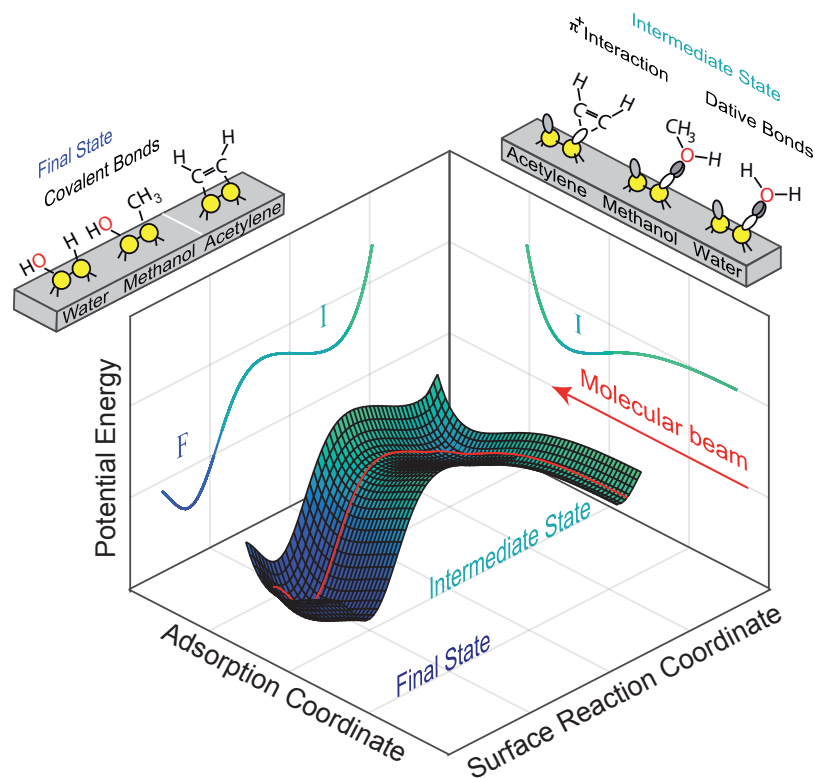 Final State
Covalent Bonds
HO
H
HO
CH3
H
C=C
H
Water
Methanol
Acetylene
π+ Interaction
Intermediate State
Dative Bonds
H
C=C
H
CH3
O-H
H
O-H
Acetylene
Methanol
Water
Potential Energy
F
I
I
Molecular beam
Intermediate State
Final State
Adsorption Coordinate
Surface Reaction Coordinate